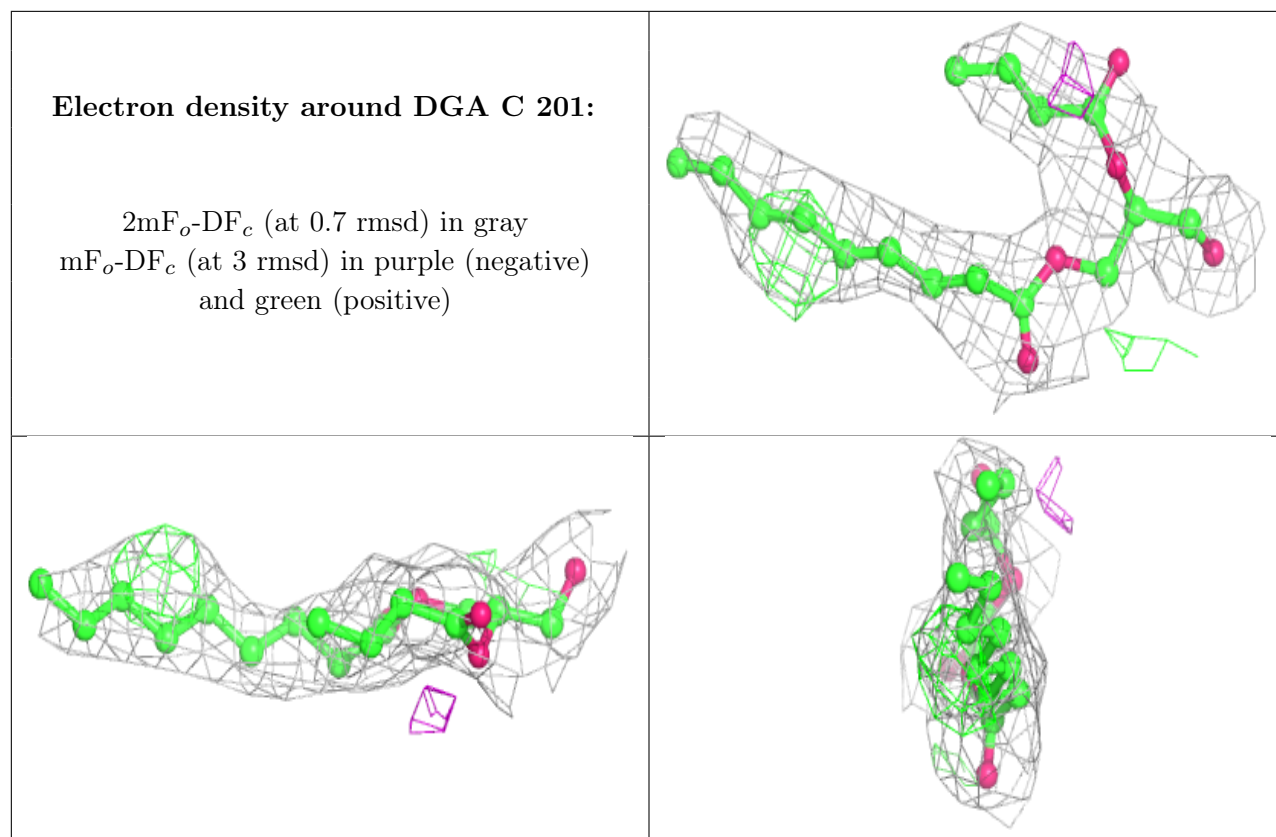 Electron density around DGA C 201:
2mFo-DFc (at 0.7 rmsd) in gray
mFo-DFc (at 3 rmsd) in purple (negative)
and green (positive)